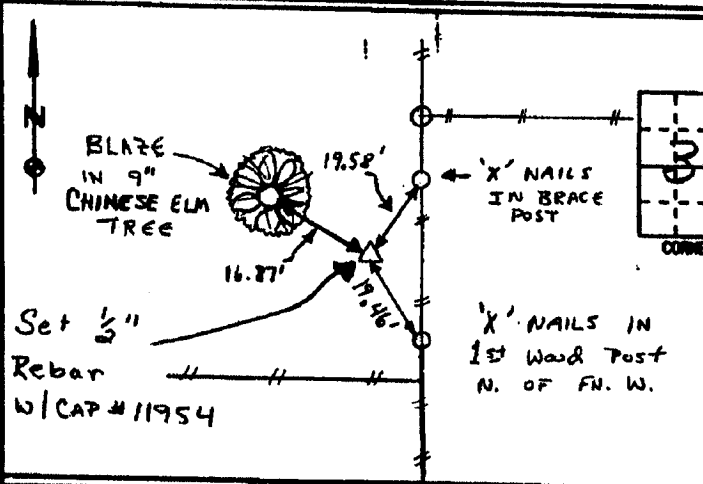 N
BLAZE
IN 9"
CHINESE ELM
TREE
19.58'
'X' NAILS
IN BRACE
POST
16.87'
19.46'
Set 1/2"
Rebar
W/CAP #11954
'X' NAILS IN
1st Wood Post
N. OF FN. W.